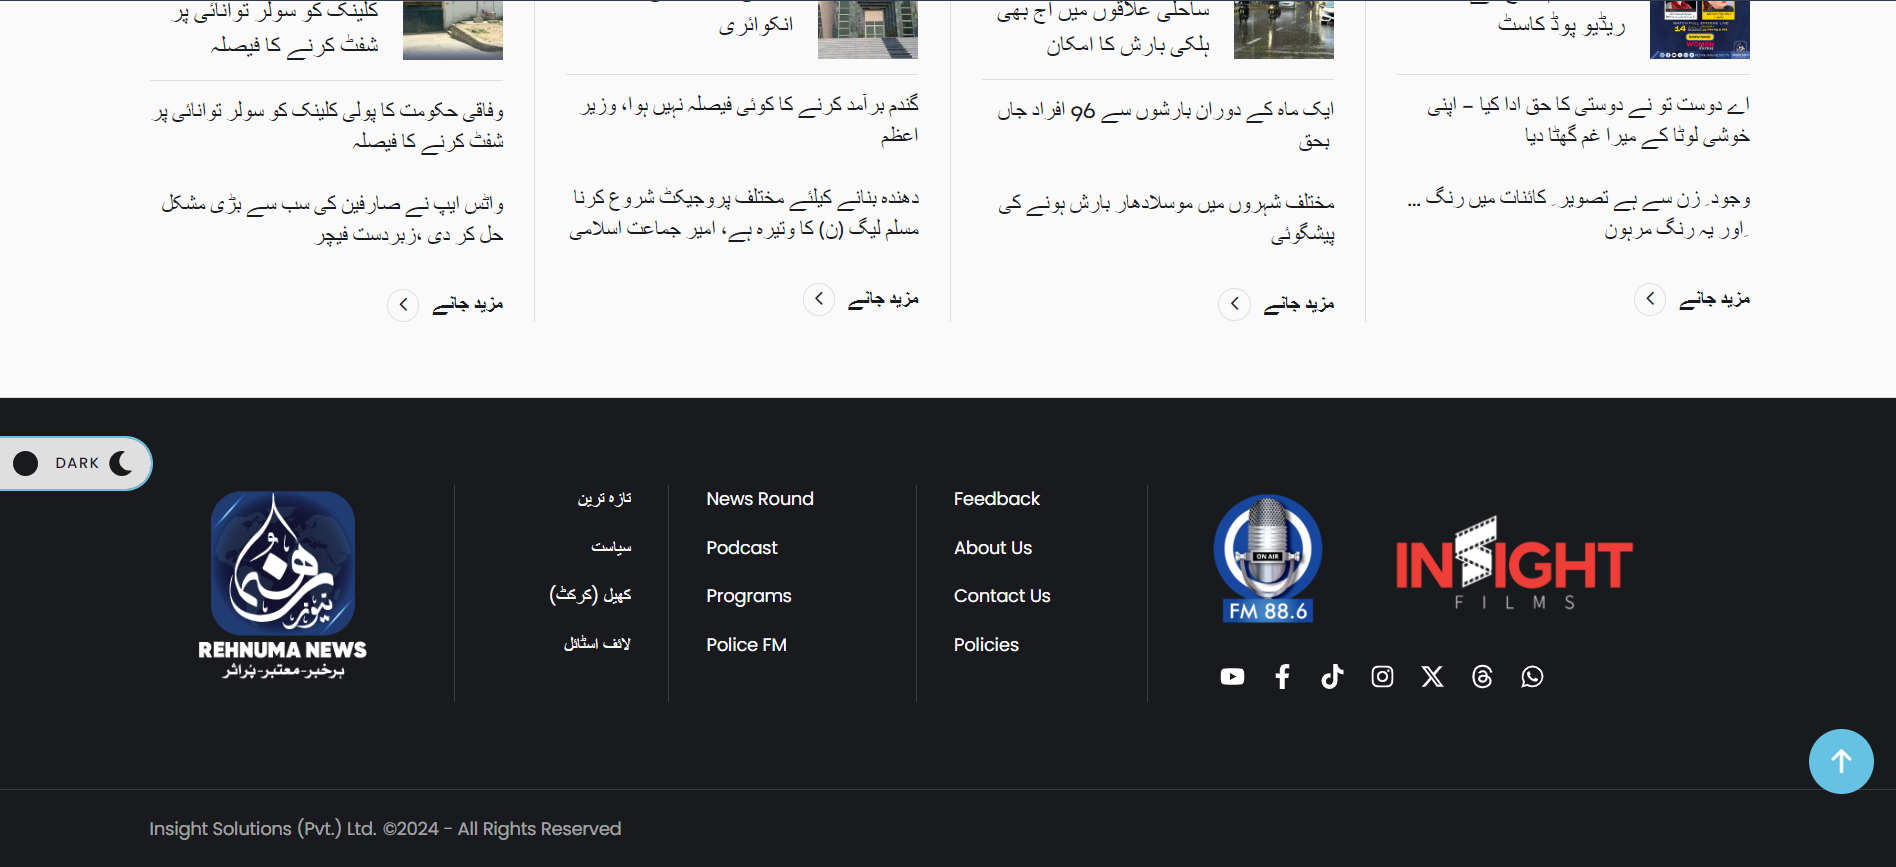 ریڈیو پوڈ کاسٹ
اے دوست تو نے دوستی کا حق ادا کیا – اپنی
خوشی لوٹا کے میرا غم گھٹا دیا
وجودِ زن سے ہے تصویرِ کائنات میں رنگ ...
اور یہ رنگ مرہونِ
مزید جانے
ساحلی علاقوں میں آج بھی
ہلکی بارش کا امکان
ایک ماہ کے دوران بارشوں سے 96 افراد جاں
بحق
مختلف شہروں میں موسلادھار بارش ہونے کی
پیشگوئی
مزید جانے
انکوائری
گندم برآمد کرنے کا کوئی فیصلہ نہیں ہوا، وزیر
اعظم
دھندہ بنانے کیلئے مختلف پروجیکٹ شروع کرنا
مسلم لیگ (ن) کا وتیرہ ہے، امیر جماعت اسلامی
مزید جانے
کلینک کو سولر توانائی پر
شفٹ کرنے کا فیصلہ
وفاقی حکومت کا پولی کلینک کو سولر توانائی پر
شفٹ کرنے کا فیصلہ
واٹس ایپ نے صارفین کی سب سے بڑی مشکل
حل کر دی ،زبردست فیچر
مزید جانے
DARK
رہنما
نیوز
REHNUMA NEWS
ہرخبر-معتبر-پُراثر
تازہ ترین
سیاست
کھیل (کرکٹ)
لائف اسٹائل
News Round
Podcast
Programs
Police FM
Feedback
About Us
Contact Us
Policies
ON AIR
FM 88.6
INSIGHT
FILMS
Insight Solutions (Pvt.) Ltd. ©2024 - All Rights Reserved